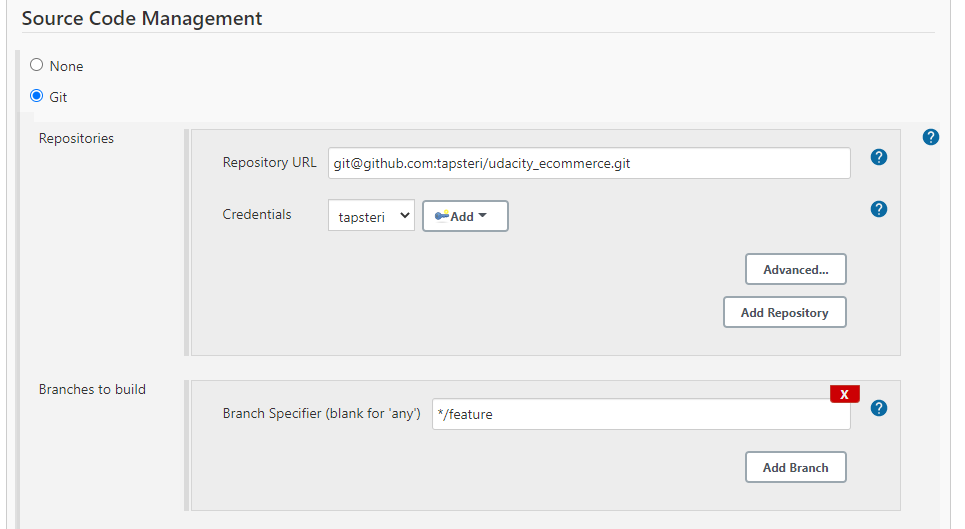 Source Code Management
None
Git
Repositories
?
Repository URL git@github.com:tapsteri/udacity_ecommerce.git ?
Credentials tapsteri Add ?
Advanced...
Add Repository
Branches to build
X
Branch Specifier (blank for 'any') */feature ?
Add Branch